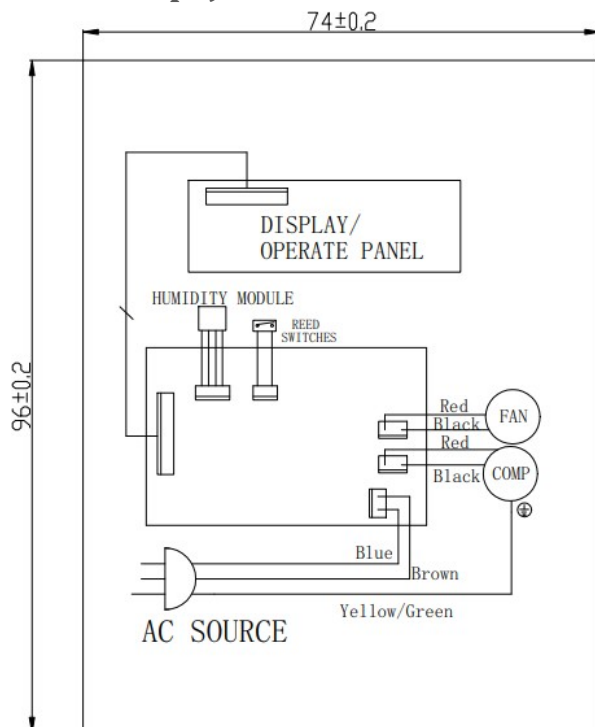 74±0.2
96±0.2
DISPLAY/
OPERATE PANEL
HUMIDITY MODULE
REED
SWITCHES
Red
FAN
Black
Red
COMP
Black
Blue
Brown
Yellow/Green
AC SOURCE